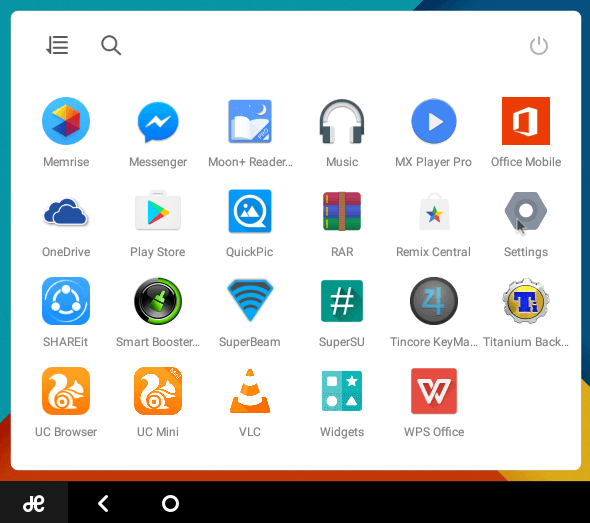 Memrise
Messenger
Moon+ Reader...
Music
MX Player Pro
Office Mobile
OneDrive
Play Store
QuickPic
RAR
Remix Central
Settings
SHAREit
Smart Booster...
SuperBeam
SuperSU
Tincore KeyMa...
Titanium Back...
UC Browser
UC Mini
VLC
Widgets
WPS Office